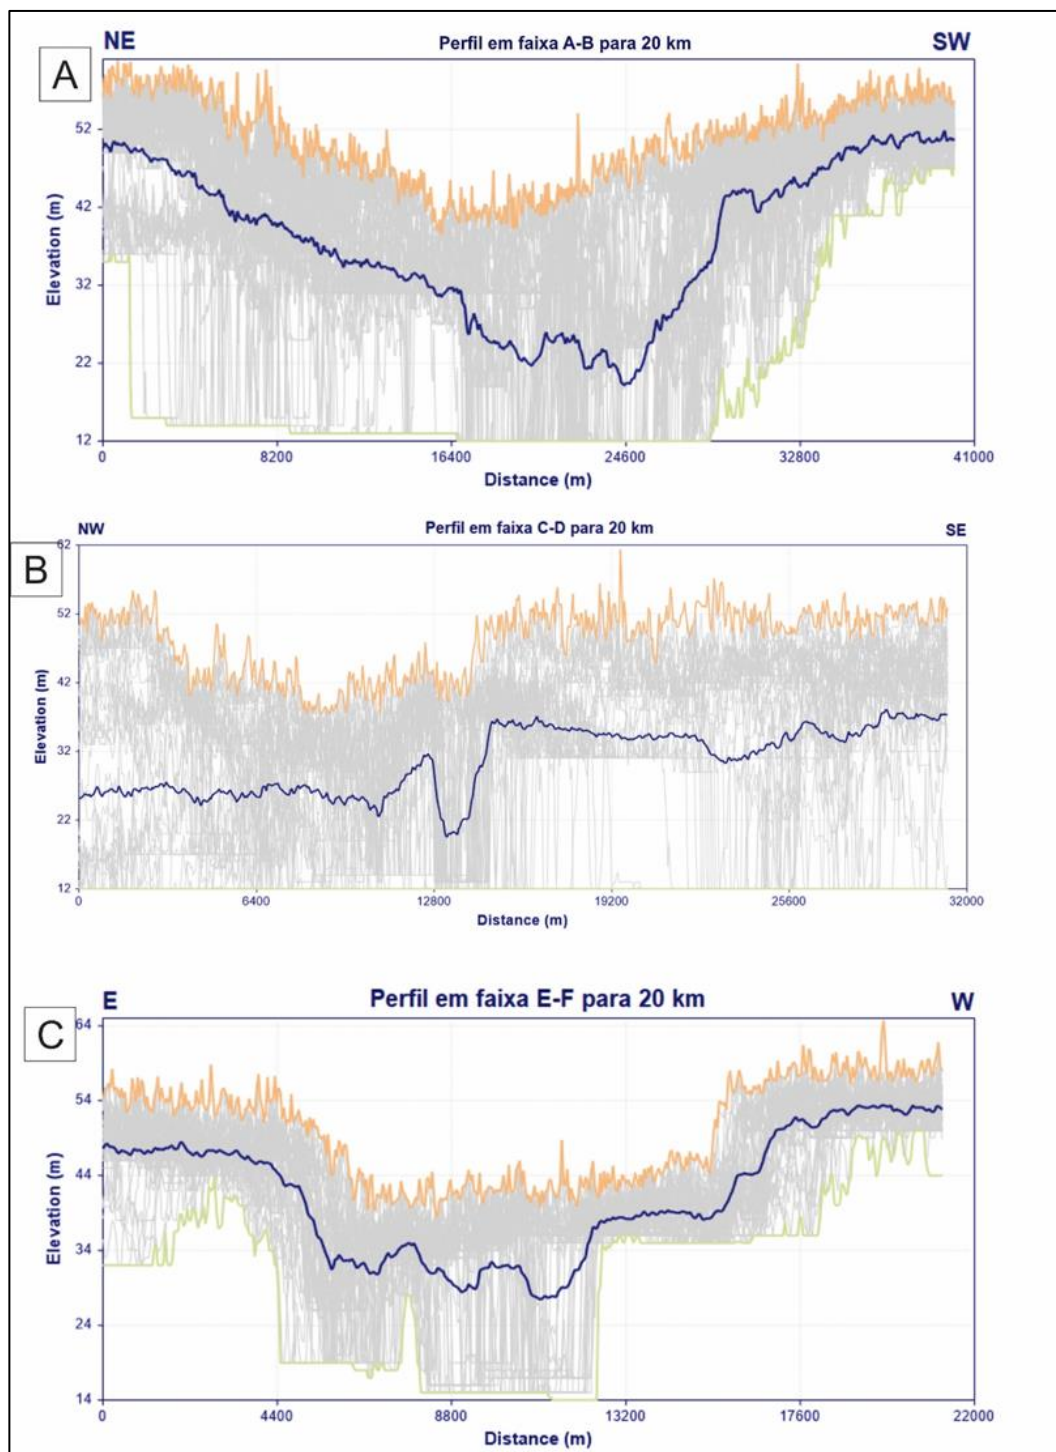 A
NE Perfil em faixa A-B para 20 km SW
Elevation (m)
52
42
32
22
12
0 8200 16400 24600 32800 41000
Distance (m)
B
NW Perfil em faixa C-D para 20 km SE
Elevation (m)
62
52
42
32
22
12
0 6400 12800 19200 25600 32000
Distance (m)
C
E Perfil em faixa E-F para 20 km W
Elevation (m)
64
54
44
34
24
14
0 4400 8800 13200 17600 22000
Distance (m)